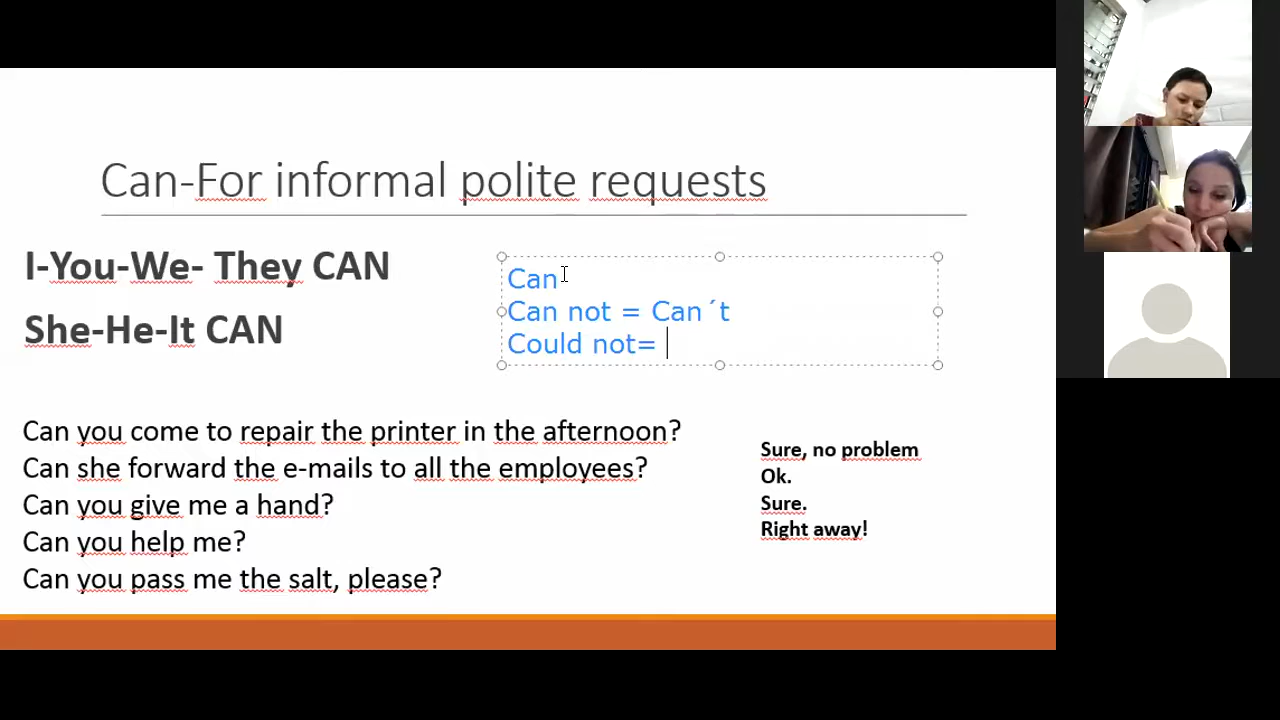 Can-For informal polite requests
I-You-We- They CAN
She-He-It CAN
Can
Can not = Can´t
Could not=
Can you come to repair the printer in the afternoon?
Can she forward the e-mails to all the employees?
Can you give me a hand?
Can you help me?
Can you pass me the salt, please?
Sure, no problem
Ok.
Sure.
Right away!